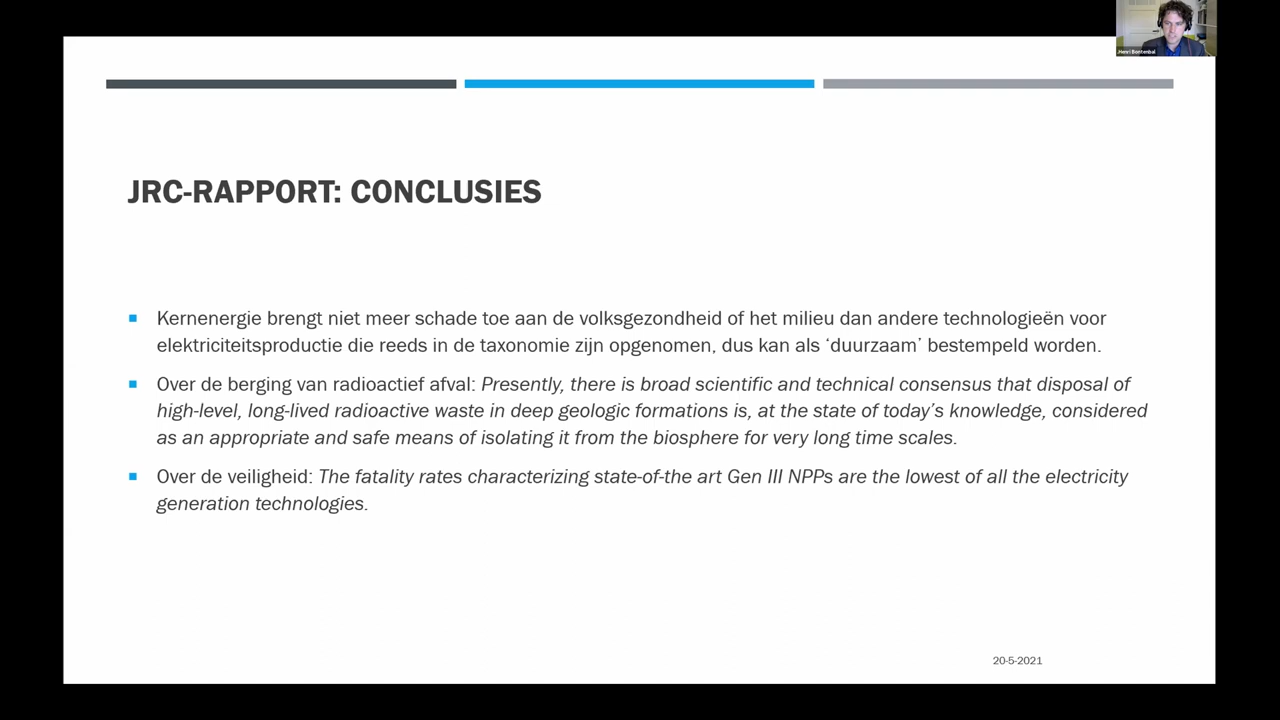 Henri Bontenbal
JRC-RAPPORT: CONCLUSIES
Kernenergie brengt niet meer schade toe aan de volksgezondheid of het milieu dan andere technologieën voor
elektriciteitsproductie die reeds in de taxonomie zijn opgenomen, dus kan als ‘duurzaam’ bestempeld worden.
Over de berging van radioactief afval: Presently, there is broad scientific and technical consensus that disposal of
high-level, long-lived radioactive waste in deep geologic formations is, at the state of today’s knowledge, considered
as an appropriate and safe means of isolating it from the biosphere for very long time scales.
Over de veiligheid: The fatality rates characterizing state-of-the art Gen III NPPs are the lowest of all the electricity
generation technologies.
20-5-2021